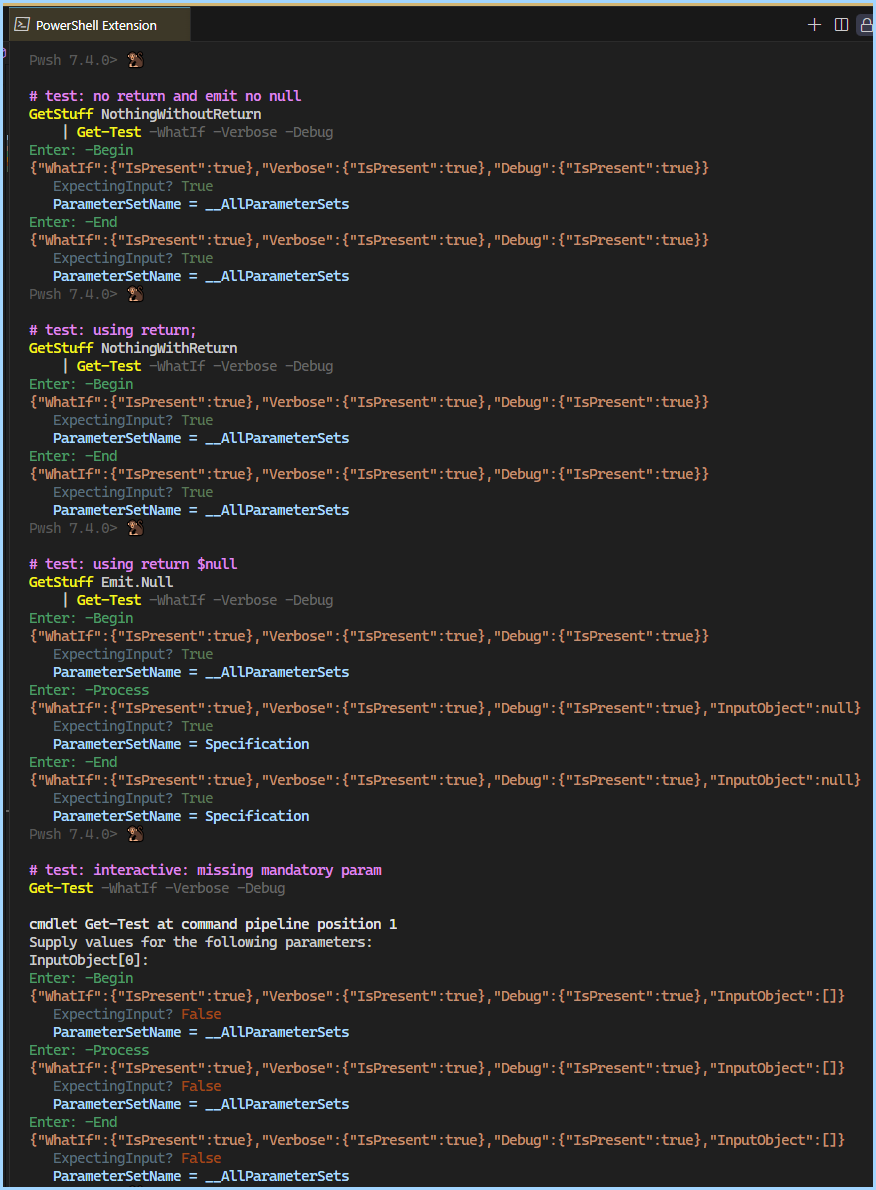 PowerShell Extension
Pwsh 7.4.0> 🐒
# test: no return and emit no null
GetStuff NothingWithoutReturn
    | Get-Test -WhatIf -Verbose -Debug
Enter: -Begin
{"WhatIf":{"IsPresent":true},"Verbose":{"IsPresent":true},"Debug":{"IsPresent":true}}
   ExpectingInput? True
   ParameterSetName = __AllParameterSets
Enter: -End
{"WhatIf":{"IsPresent":true},"Verbose":{"IsPresent":true},"Debug":{"IsPresent":true}}
   ExpectingInput? True
   ParameterSetName = __AllParameterSets
Pwsh 7.4.0> 🐒
# test: using return;
GetStuff NothingWithReturn
    | Get-Test -WhatIf -Verbose -Debug
Enter: -Begin
{"WhatIf":{"IsPresent":true},"Verbose":{"IsPresent":true},"Debug":{"IsPresent":true}}
   ExpectingInput? True
   ParameterSetName = __AllParameterSets
Enter: -End
{"WhatIf":{"IsPresent":true},"Verbose":{"IsPresent":true},"Debug":{"IsPresent":true}}
   ExpectingInput? True
   ParameterSetName = __AllParameterSets
Pwsh 7.4.0> 🐒
# test: using return $null
GetStuff Emit.Null
    | Get-Test -WhatIf -Verbose -Debug
Enter: -Begin
{"WhatIf":{"IsPresent":true},"Verbose":{"IsPresent":true},"Debug":{"IsPresent":true}}
   ExpectingInput? True
   ParameterSetName = __AllParameterSets
Enter: -Process
{"WhatIf":{"IsPresent":true},"Verbose":{"IsPresent":true},"Debug":{"IsPresent":true},"InputObject":null}
   ExpectingInput? True
   ParameterSetName = Specification
Enter: -End
{"WhatIf":{"IsPresent":true},"Verbose":{"IsPresent":true},"Debug":{"IsPresent":true},"InputObject":null}
   ExpectingInput? True
   ParameterSetName = Specification
Pwsh 7.4.0> 🐒
# test: interactive: missing mandatory param
Get-Test -WhatIf -Verbose -Debug
cmdlet Get-Test at command pipeline position 1
Supply values for the following parameters:
InputObject[0]:
Enter: -Begin
{"WhatIf":{"IsPresent":true},"Verbose":{"IsPresent":true},"Debug":{"IsPresent":true},"InputObject":[]}
   ExpectingInput? False
   ParameterSetName = __AllParameterSets
Enter: -Process
{"WhatIf":{"IsPresent":true},"Verbose":{"IsPresent":true},"Debug":{"IsPresent":true},"InputObject":[]}
   ExpectingInput? False
   ParameterSetName = __AllParameterSets
Enter: -End
{"WhatIf":{"IsPresent":true},"Verbose":{"IsPresent":true},"Debug":{"IsPresent":true},"InputObject":[]}
   ExpectingInput? False
   ParameterSetName = __AllParameterSets